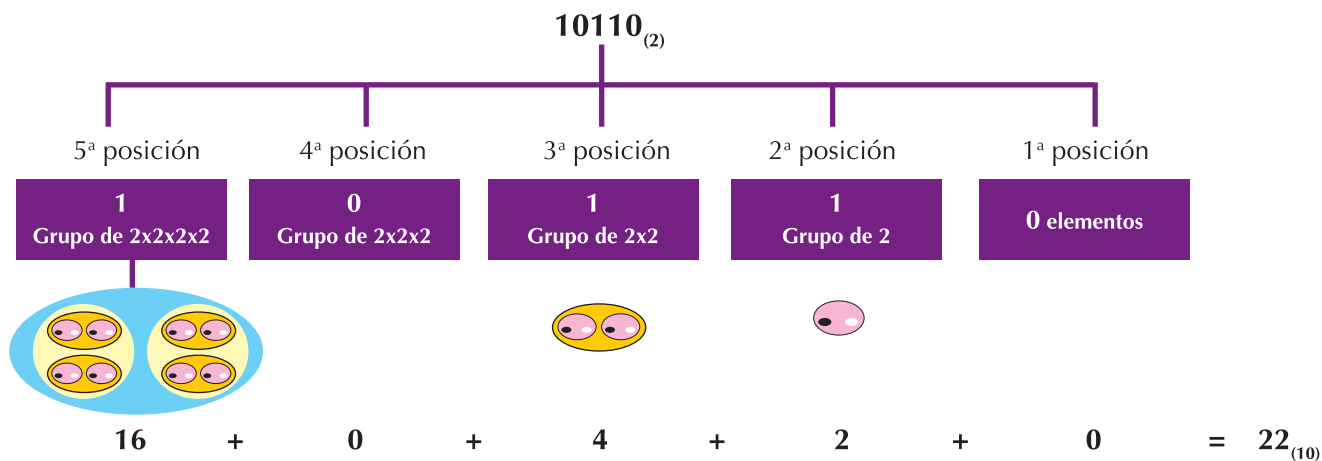 10110(2)
5ª posición 4ª posición 3ª posición 2ª posición 1ª posición
1 0 1 1 0 elementos
Grupo de 2x2x2x2 Grupo de 2x2x2 Grupo de 2x2 Grupo de 2
16 + 0 + 4 + 2 + 0 = 22(10)